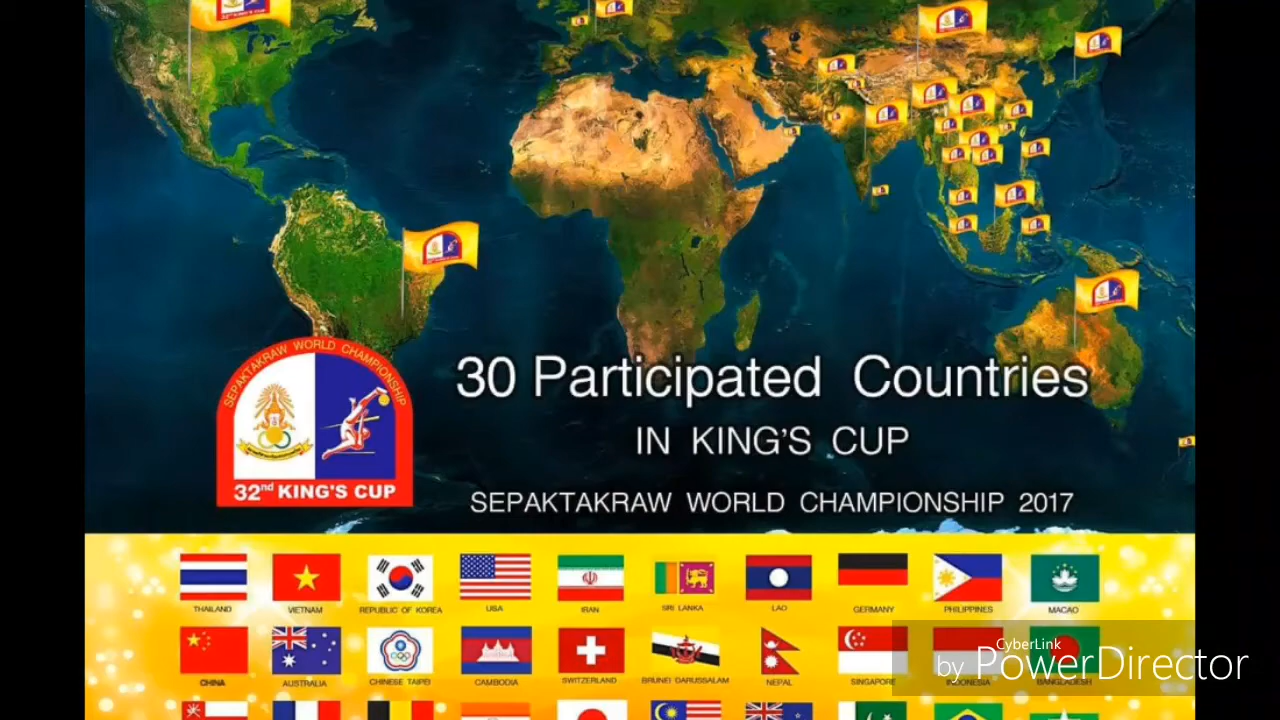 SEPAKTAKRAW WORLD CHAMPIONSHIP
32nd KING'S CUP
30 Participated Countries
IN KING'S CUP
SEPAKTAKRAW WORLD CHAMPIONSHIP 2017
THAILAND VIETNAM REPUBLIC OF KOREA USA IRAN SRI LANKA LAO GERMANY PHILIPPINES MACAO
CHINA AUSTRALIA CHINESE TAIPEI CAMBODIA SWITZERLAND BRUNEI DARUSSALAM NEPAL SINGAPORE INDONESIA BANGLADESH
CyberLink
by PowerDirector